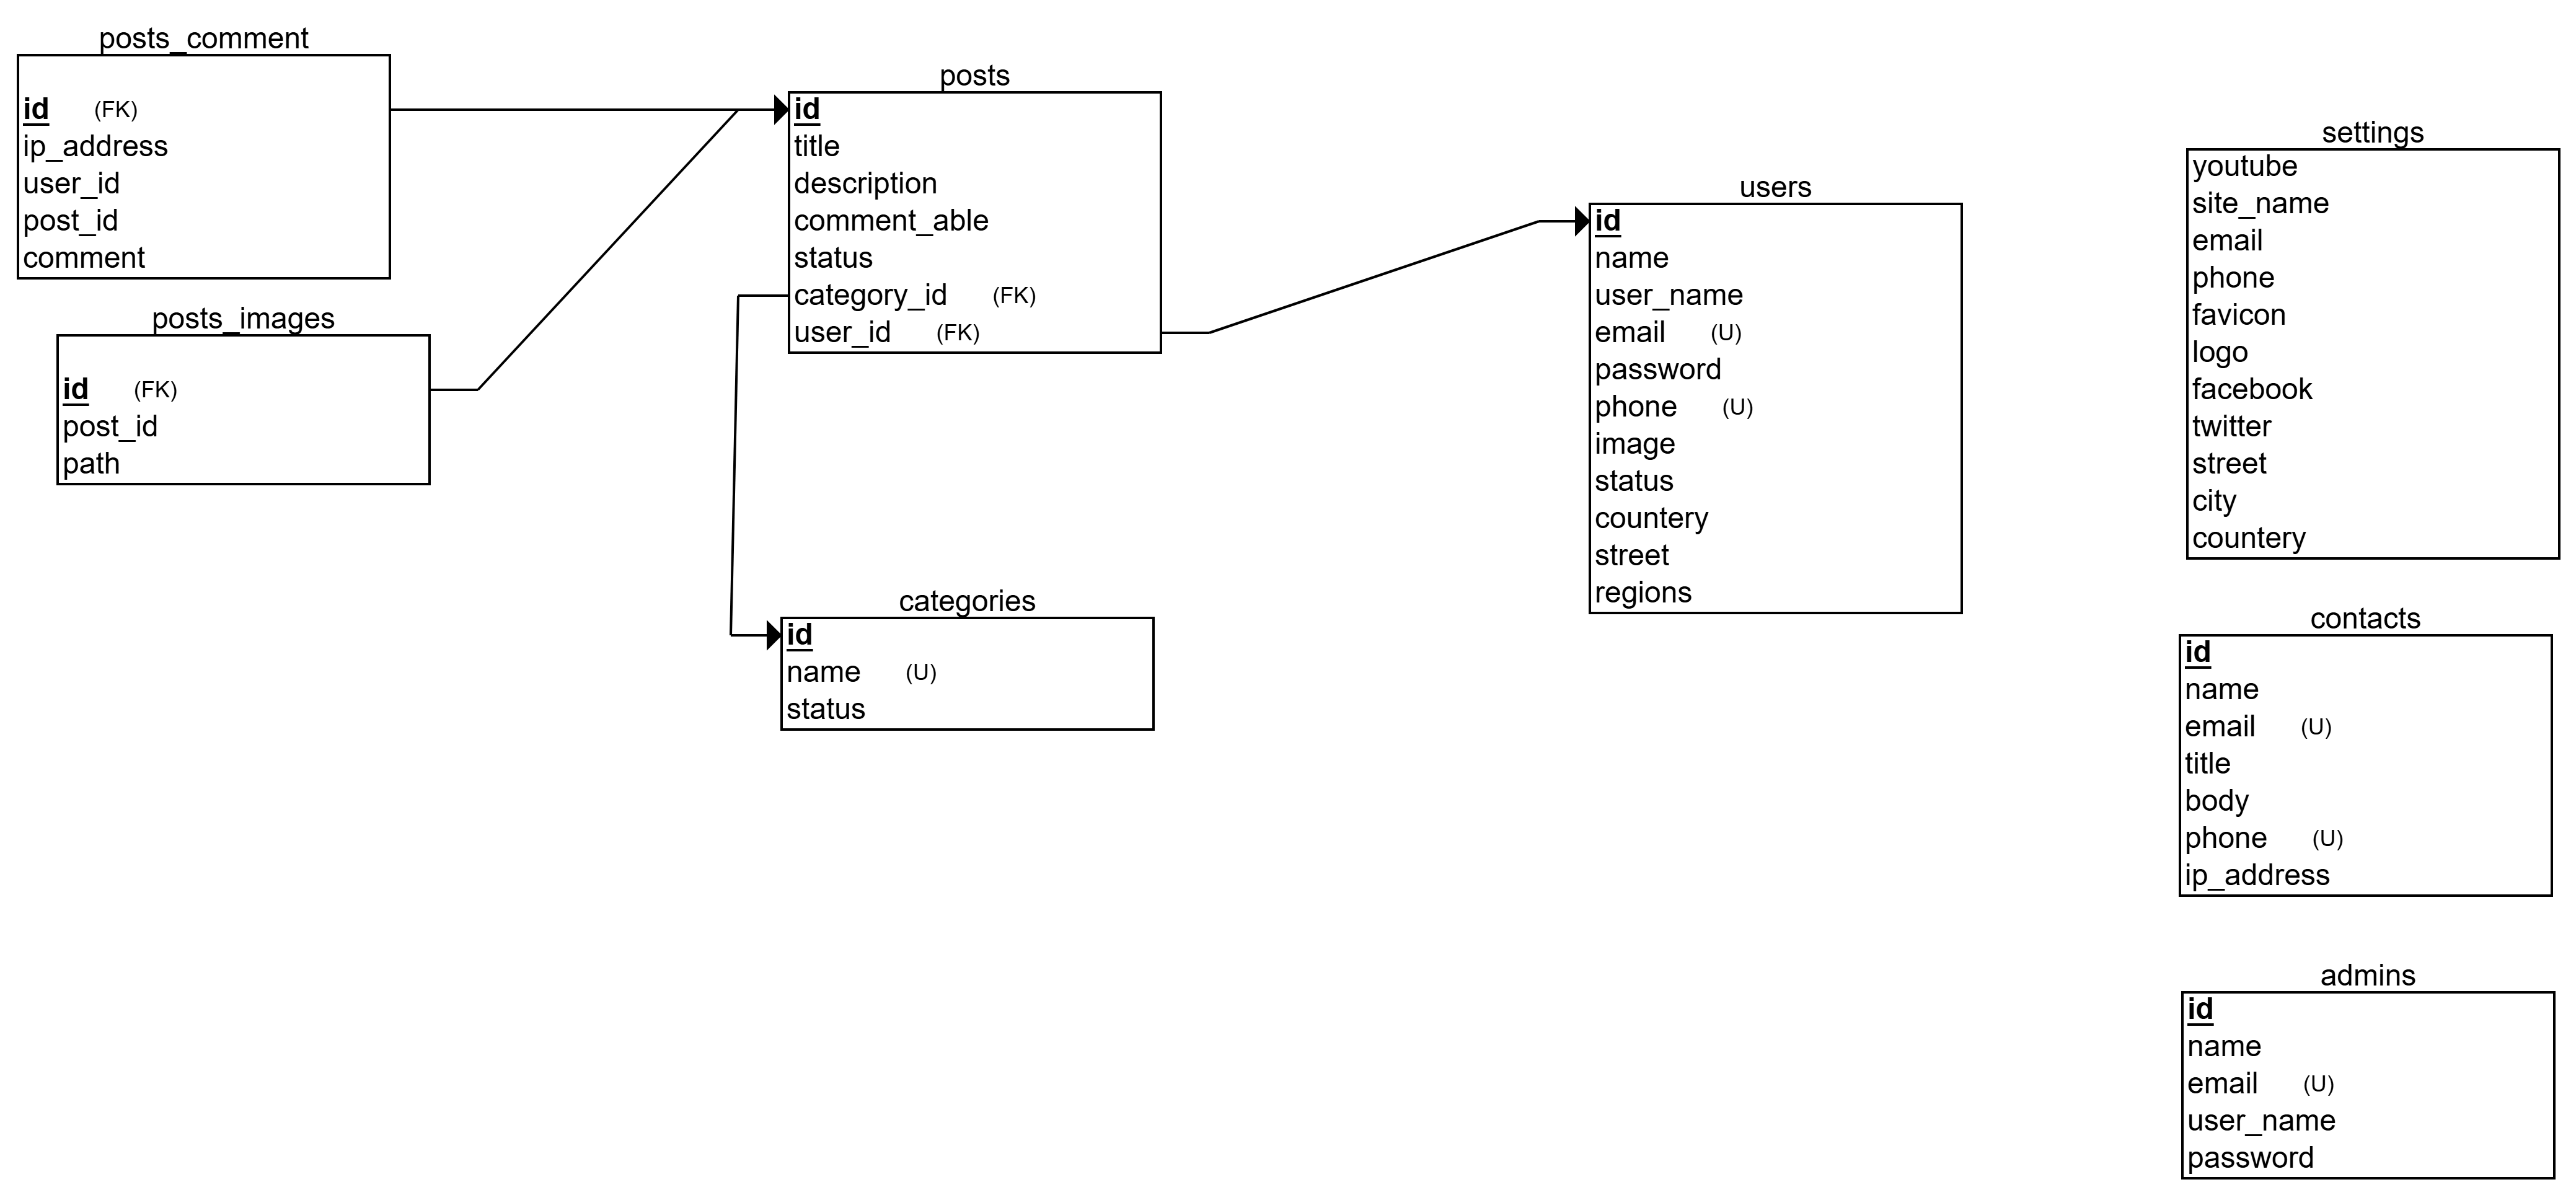 posts_comment
id (FK)
ip_address
user_id
post_id
comment
posts_images
id (FK)
post_id
path
posts
id
title
description
comment_able
status
category_id (FK)
user_id (FK)
categories
id
name (U)
status
users
id
name
user_name
email (U)
password
phone (U)
image
status
countery
street
regions
settings
youtube
site_name
email
phone
favicon
logo
facebook
twitter
street
city
countery
contacts
id
name
email (U)
title
body
phone (U)
ip_address
admins
id
name
email (U)
user_name
password